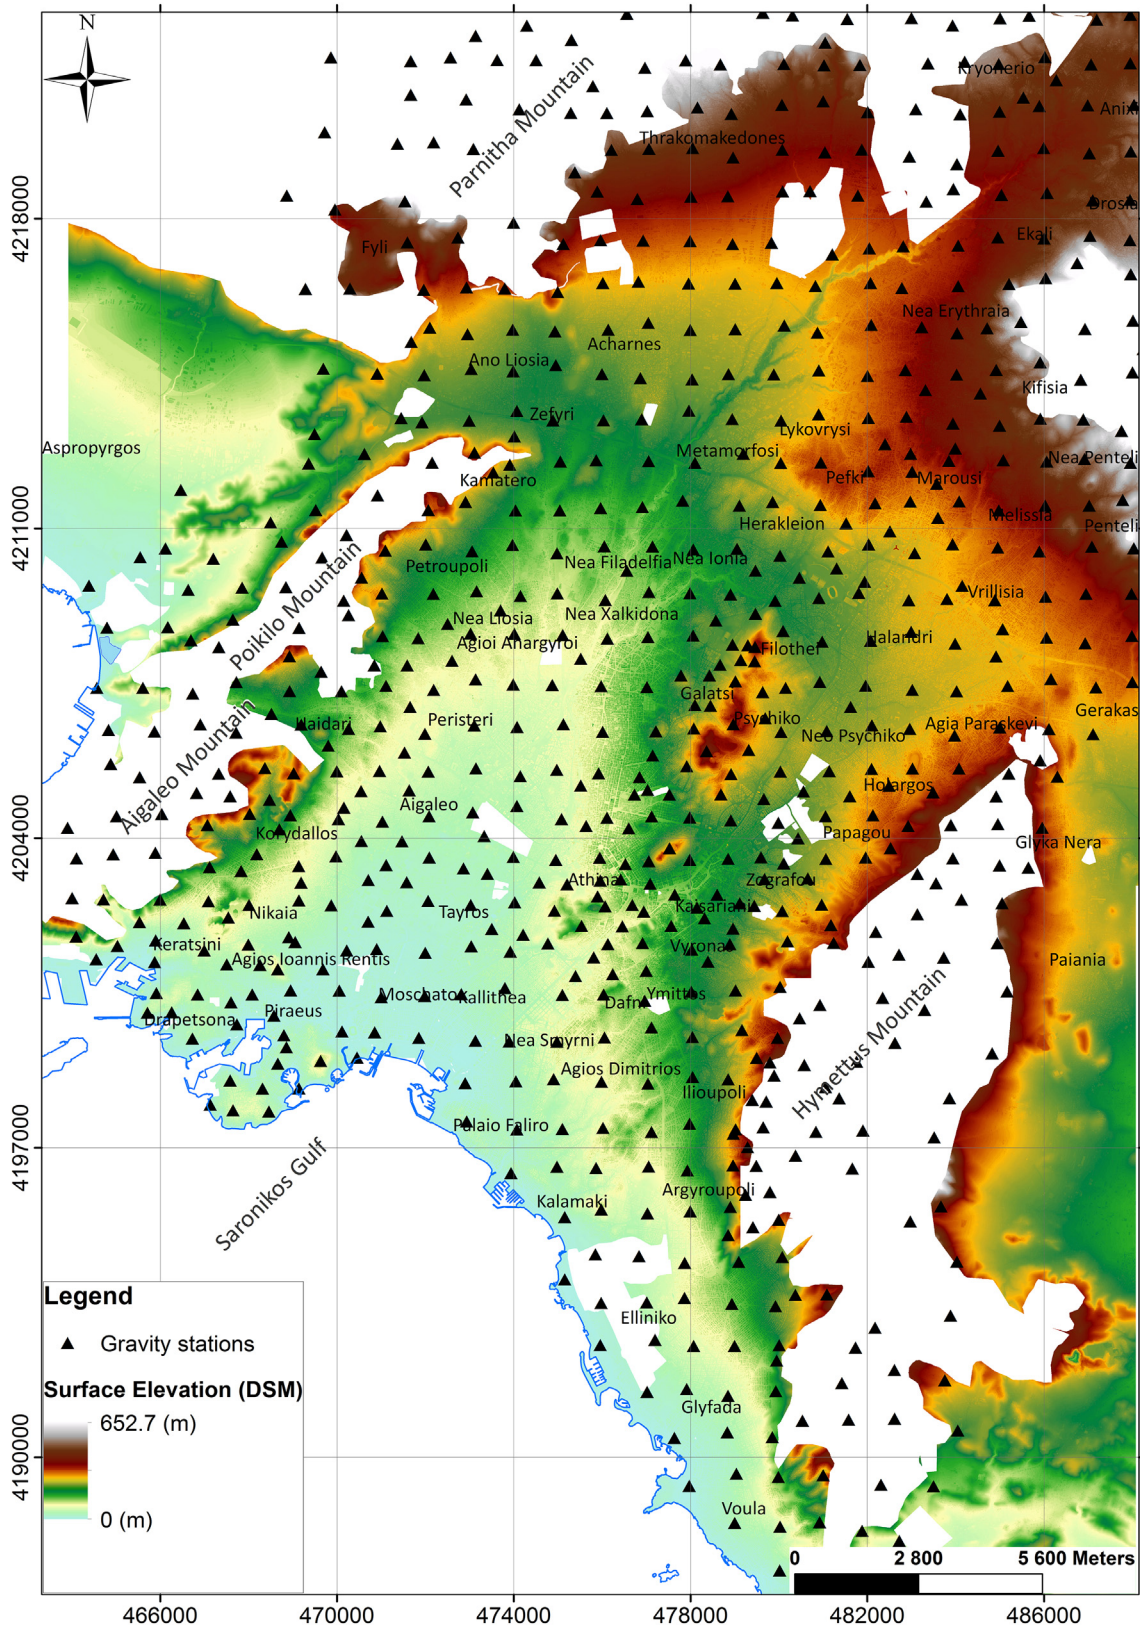 N
Kryonerio
Parnitha Mountain
Thrakomakedones
Drosia
Fyli
Ekali
Nea Erythraia
Acharnes
Ano Liosia
Kifisia
Zefyri
Lykovrysi
Aspropyrgos
Metamorfosi
Nea Penteli
Kamatero
Pefki
Marousi
Melissia
Herakleion
Penteli
Petroupoli
Nea Filadelfia
Nea Ionia
Poikilo Mountain
Vrillisia
Nea Liosia
Nea Xalkidona
Agioi Anargyroi
Halandri
Filothei
Galatsi
Gerakas
Haidari
Peristeri
Psychiko
Agia Paraskevi
Neo Psychiko
Aigaleo Mountain
Holargos
Aigaleo
Korydallos
Papagou
Glyka Nera
Athina
Zografou
Nikaia
Tavros
Kaisariani
Keratsini
Vyronas
Agios Ioannis Rentis
Paiania
Moschato
Kallithea
Dafni
Ymittos
Drapetsona
Piraeus
Nea Smyrni
Hymettus Mountain
Agios Dimitrios
Ilioupoli
Palaio Faliro
Saronikos Gulf
Argyroupoli
Kalamaki
Elliniko
Glyfada
Voula
Legend
Gravity stations
Surface Elevation (DSM)
652.7 (m)
0 (m)
0 2 800 5 600 Meters
4218000
4211000
4204000
4197000
4190000
466000 470000 474000 478000 482000 486000